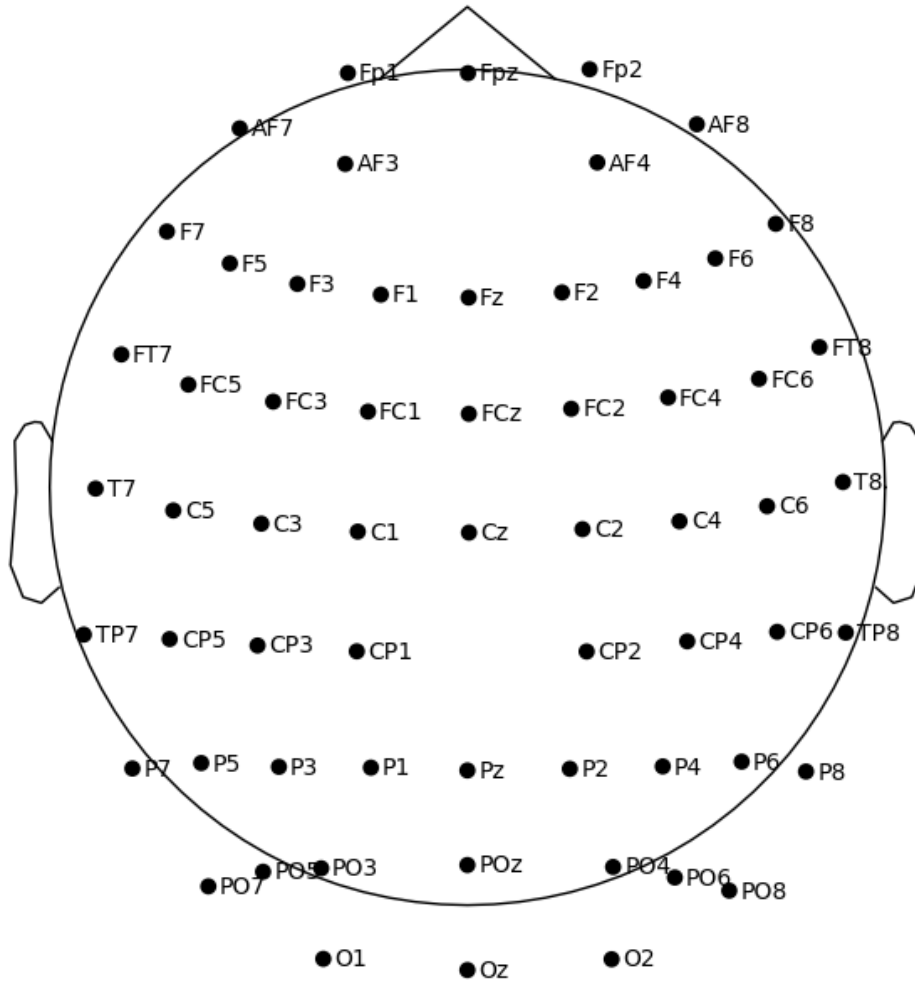 Fp1 Fpz Fp2
AF7 AF8
AF3 AF4
F7 F5 F3 F1 Fz F2 F4 F6 F8
FT7 FC5 FC3 FC1 FCz FC2 FC4 FC6 FT8
T7 C5 C3 C1 Cz C2 C4 C6 T8
TP7 CP5 CP3 CP1 CP2 CP4 CP6 TP8
P7 P5 P3 P1 Pz P2 P4 P6 P8
PO7 PO5 PO3 POz PO4 PO6 PO8
O1 Oz O2